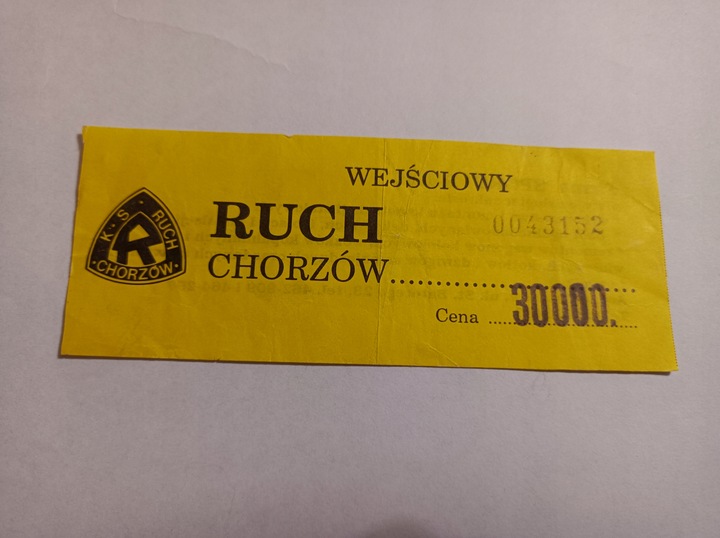 WEJŚCIOWY
K. S. RUCH
R
CHORZÓW
RUCH
0043152
CHORZÓW..............................
Cena ......30000.......